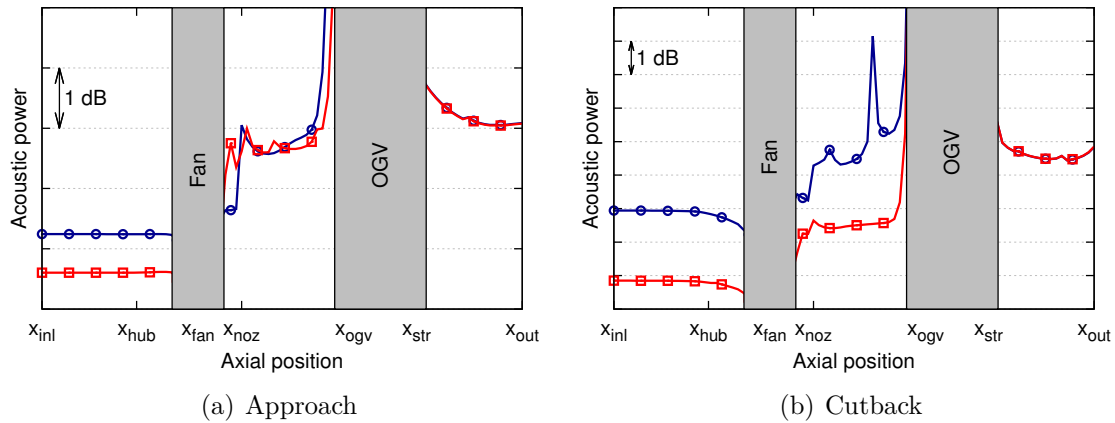 Acoustic power
1 dB
Fan
OGV
x_inl x_hub x_fan x_noz x_ogv x_str x_out
Axial position
(a) Approach
Acoustic power
1 dB
Fan
OGV
x_inl x_hub x_fan x_noz x_ogv x_str x_out
Axial position
(b) Cutback